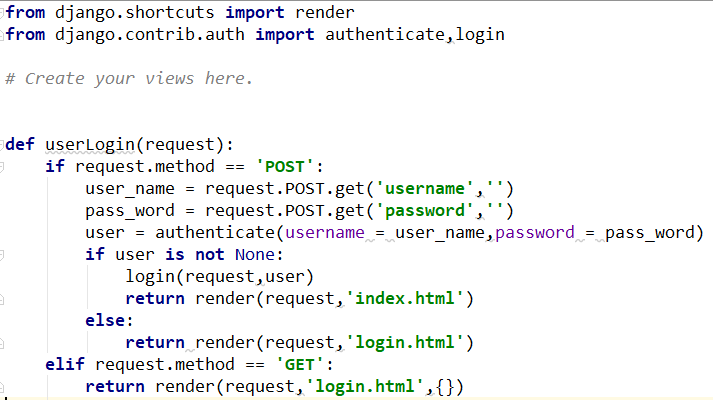 from django.shortcuts import render
from django.contrib.auth import authenticate,login
# Create your views here.
def userLogin(request):
    if request.method == 'POST':
        user_name = request.POST.get('username','')
        pass_word = request.POST.get('password','')
        user = authenticate(username = user_name,password = pass_word)
        if user is not None:
            login(request,user)
            return render(request,'index.html')
        else:
            return render(request,'login.html')
    elif request.method == 'GET':
        return render(request,'login.html',{})